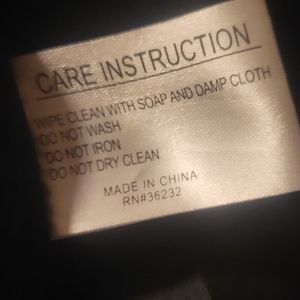 CARE INSTRUCTION
*WIPE CLEAN WITH SOAP AND DAMP CLOTH
*DO NOT WASH
*DO NOT IRON
*DO NOT DRY CLEAN
MADE IN CHINA
RN#36232